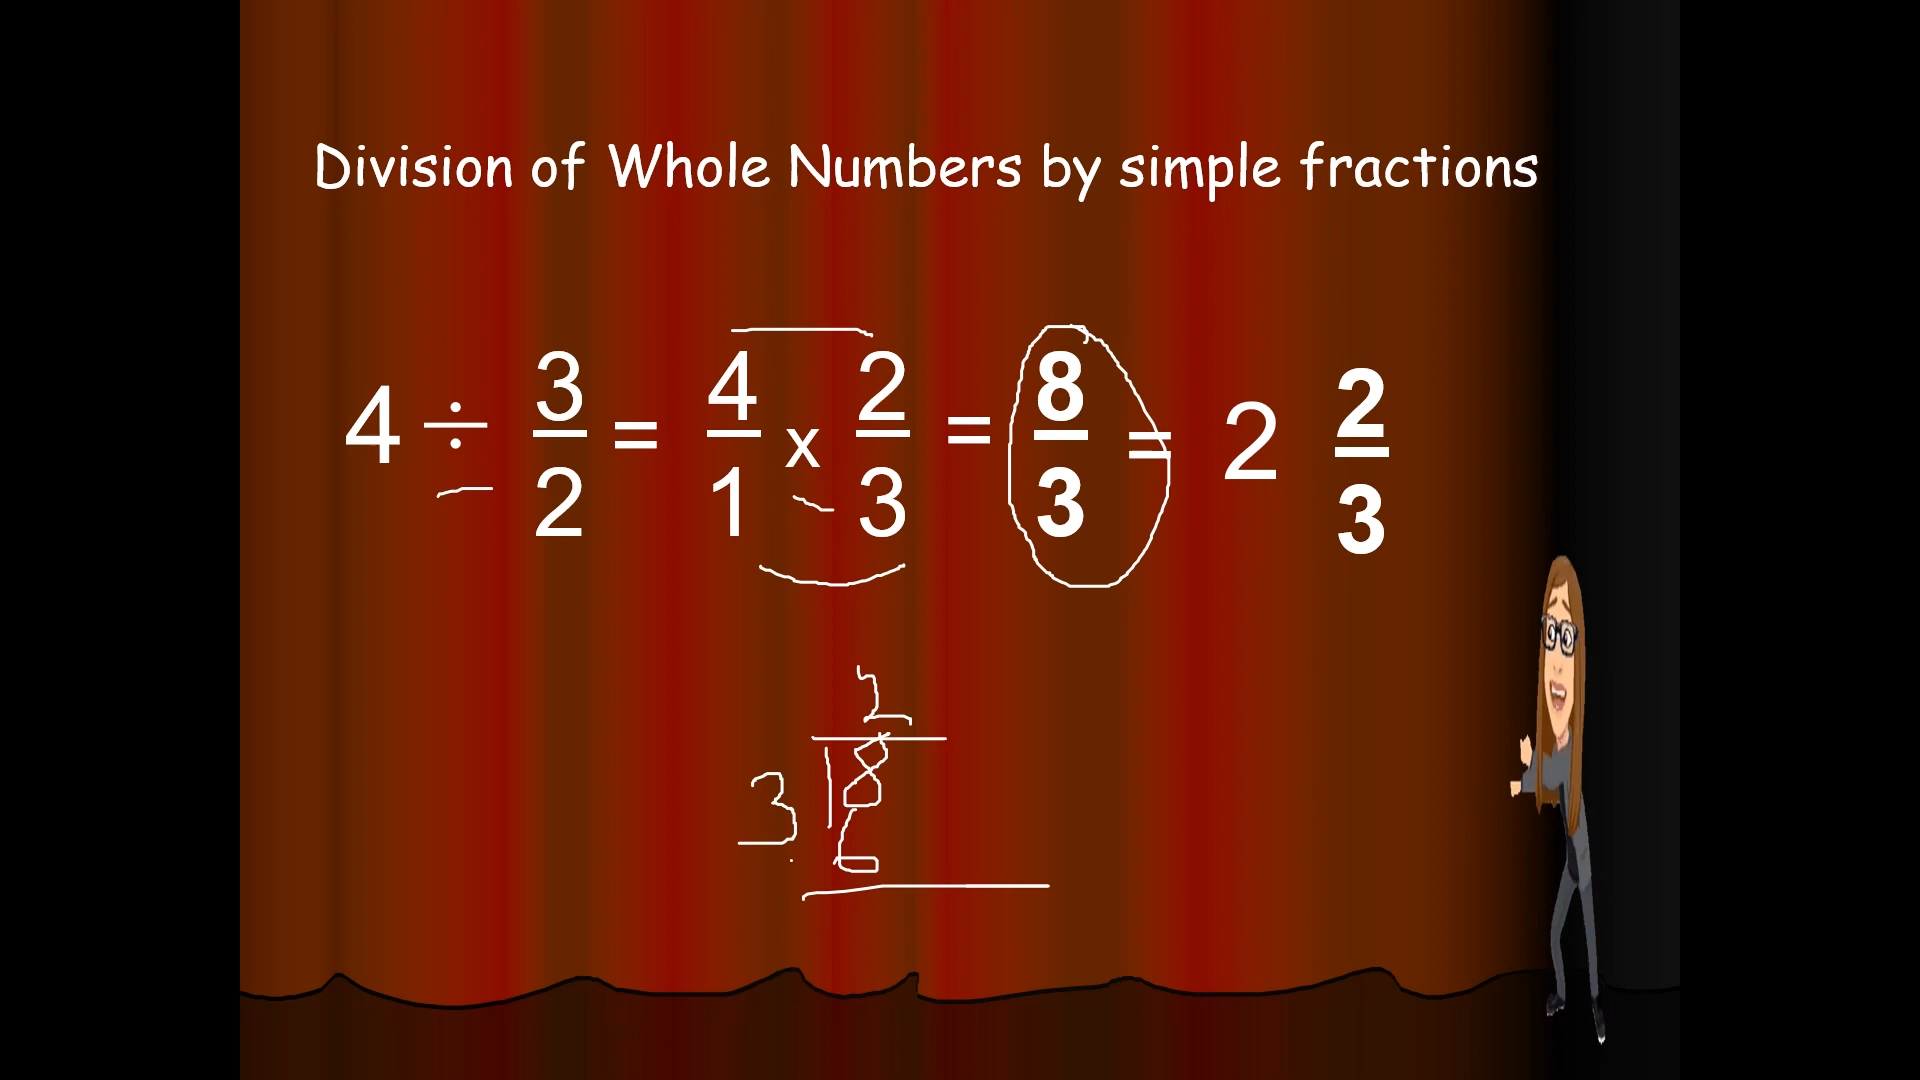 Division of Whole Numbers by simple fractions
4 ÷ 3/2 = 4/1 x 2/3 = 8/3 = 2 2/3
2
3 8
6